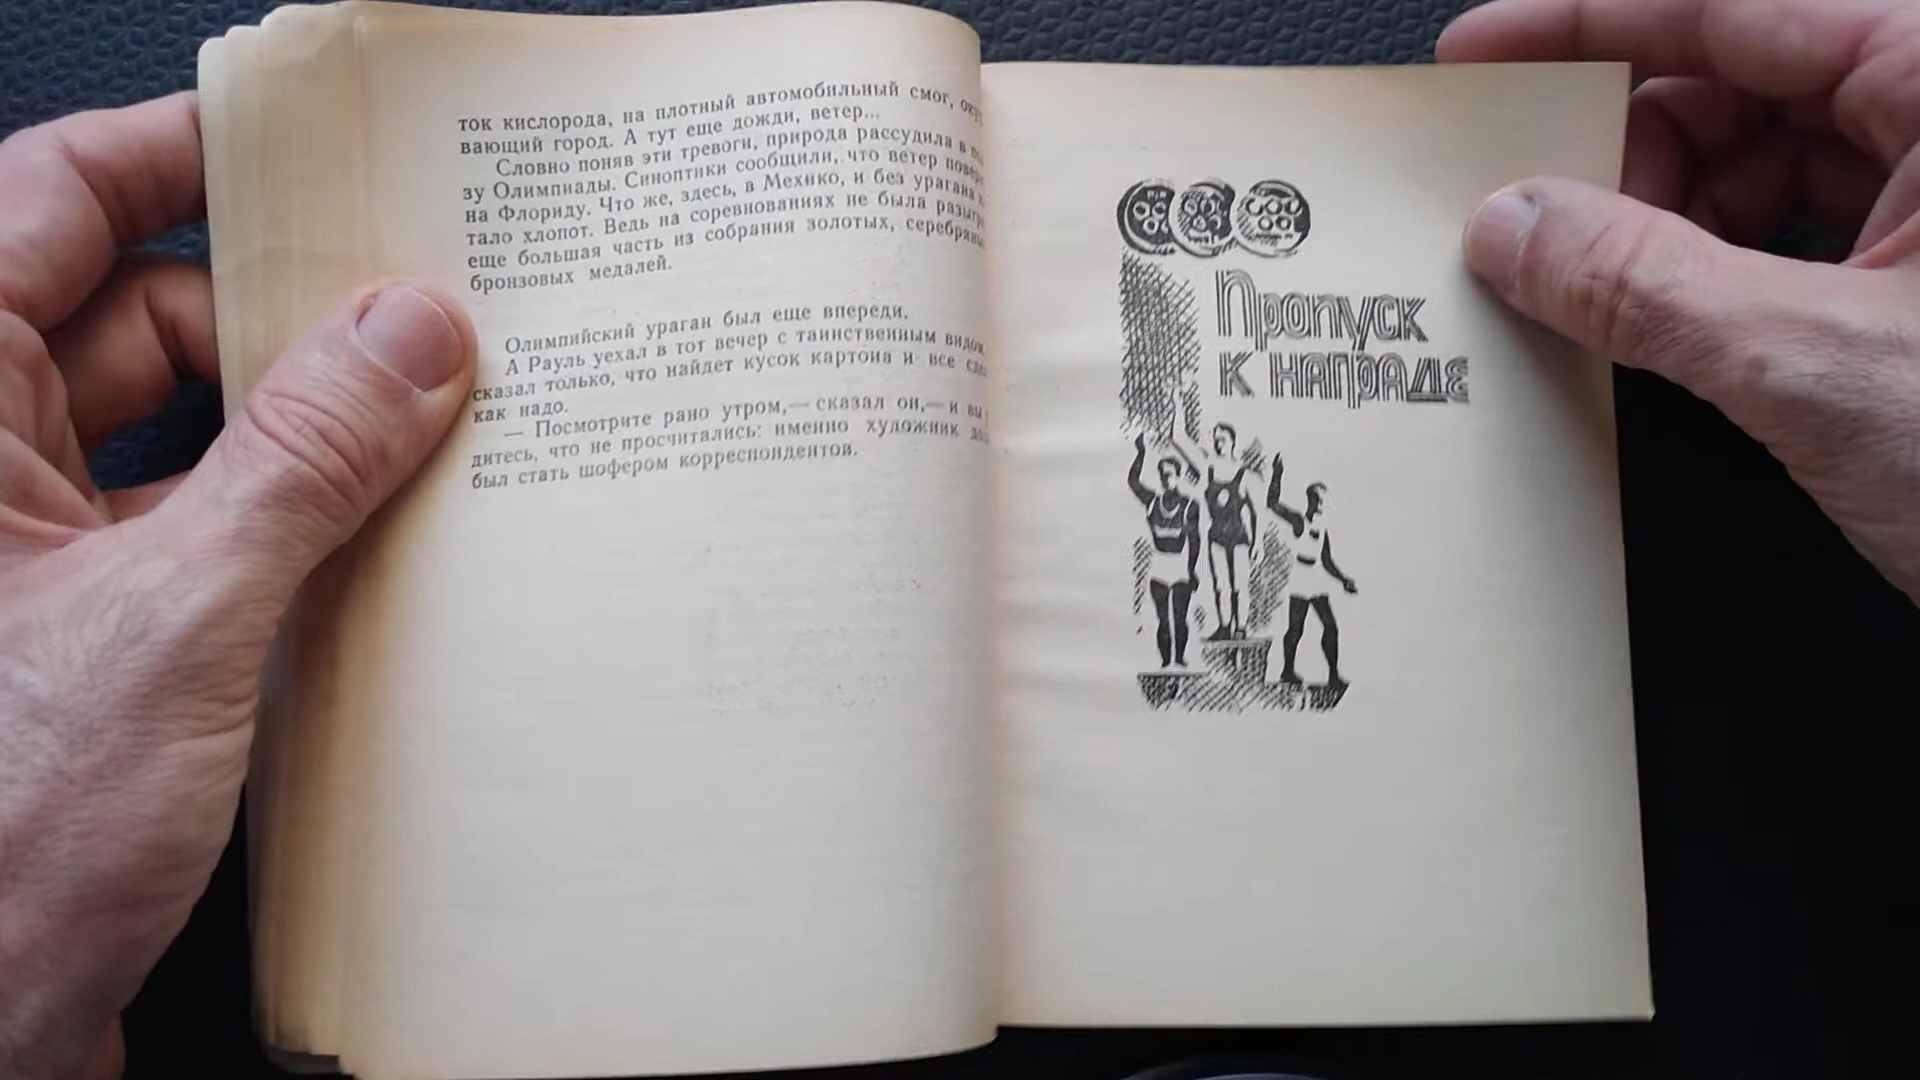 ток кислорода, на плотный автомобильный смог,
вающий город. А тут еще дожди, ветер...
Словно поняв эти тревоги, природа рассудила в
зу Олимпиады. Синоптики сообщили, что ветер
на Флориду. Что же, здесь, в Мехико, и без урагана
тало хлопот. Ведь на соревнованиях не была
еще большая часть из собрания золотых,
бронзовых медалей.
Олимпийский ураган был еще впереди.
А Рауль уехал в тот вечер с таинственным видом,
сказал только, что найдет кусок картона и все
как надо.
— Посмотрите рано утром,— сказал он,— и вы
дитесь, что не просчитались: именно художник
был стать шофером корреспондентов.
Пропуск
к награде